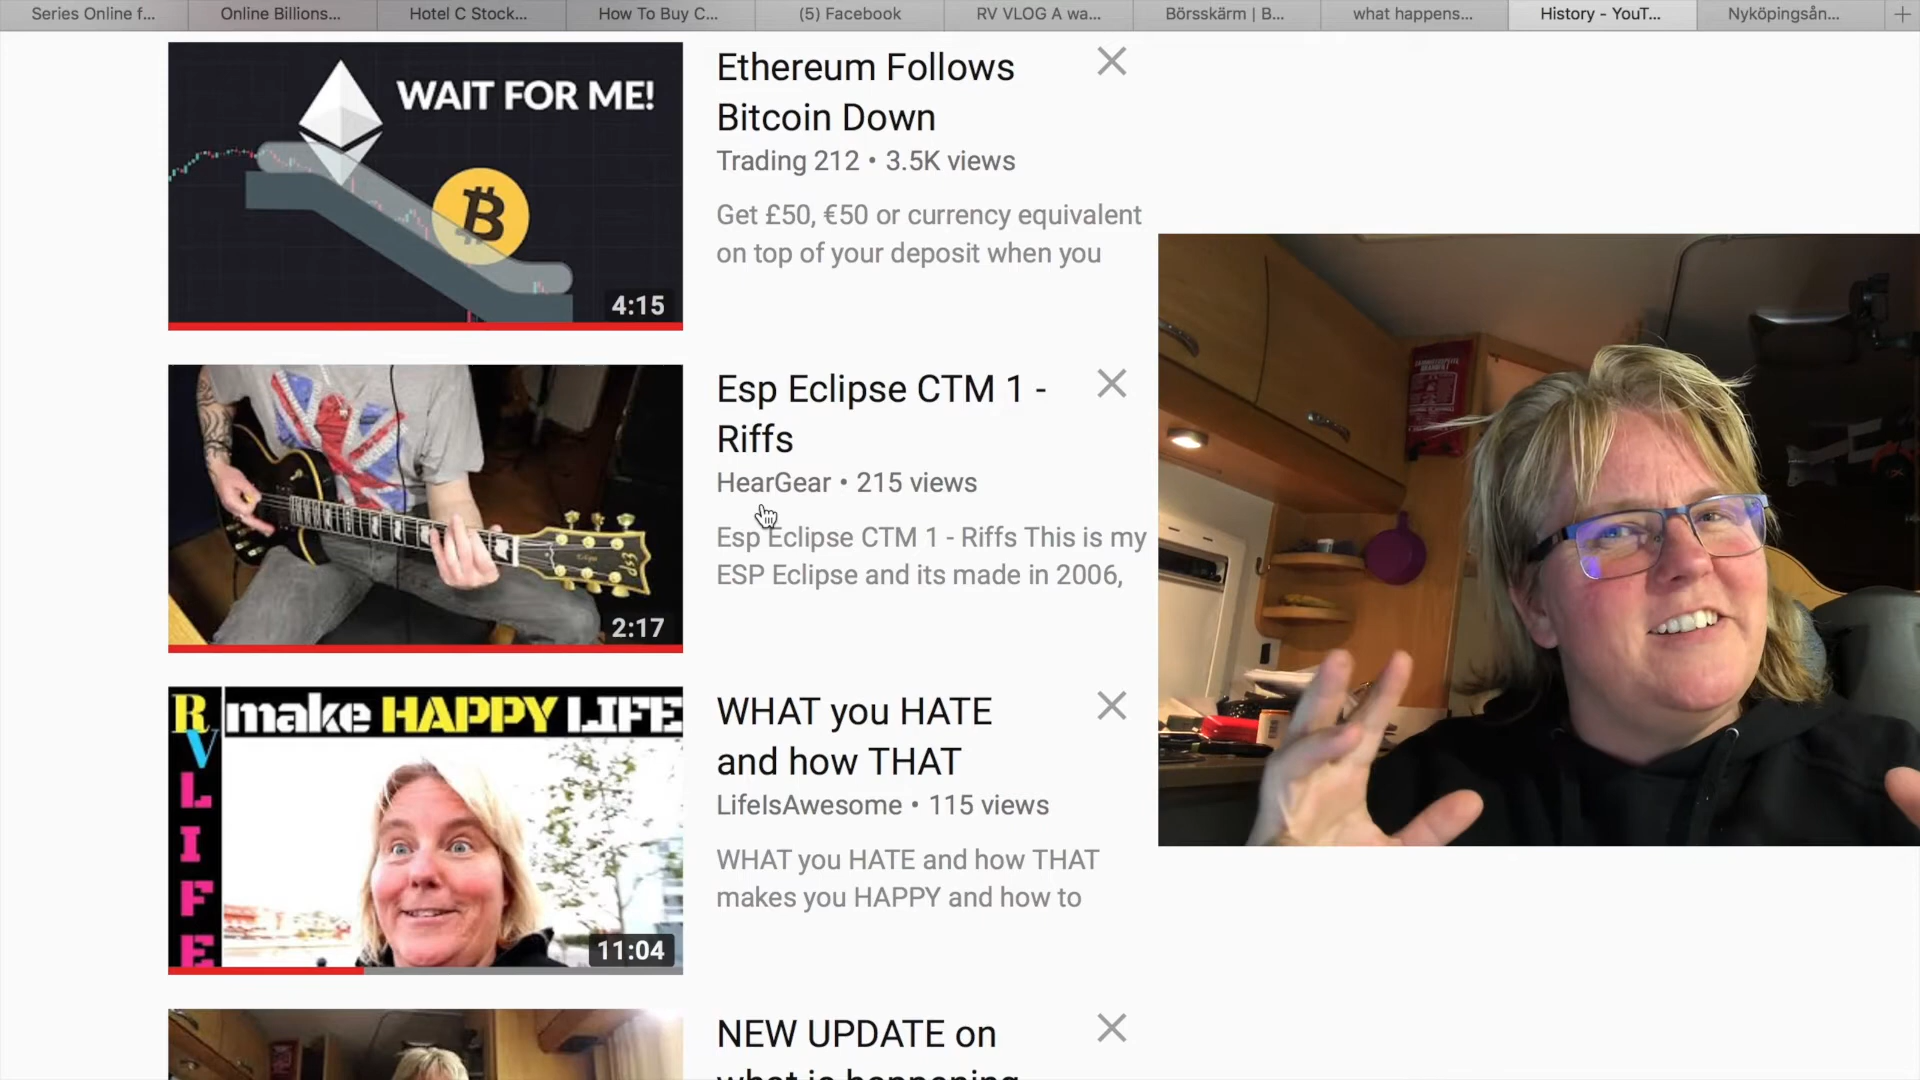 Series Online f...
Online Billions...
Hotel C Stock...
How To Buy C...
(5) Facebook
RV VLOG A wa...
Börsskärm | B...
what happens...
History - YouT...
Nyköpingsån...
WAIT FOR ME!
4:15
Ethereum Follows
Bitcoin Down
Trading 212 • 3.5K views
Get £50, €50 or currency equivalent
on top of your deposit when you
2:17
Esp Eclipse CTM 1 -
Riffs
HearGear • 215 views
Esp Eclipse CTM 1 - Riffs This is my
ESP Eclipse and its made in 2006,
RV LIFE
make HAPPY LIFE
11:04
WHAT you HATE
and how THAT
LifeIsAwesome • 115 views
WHAT you HATE and how THAT
makes you HAPPY and how to
NEW UPDATE on
what is happening